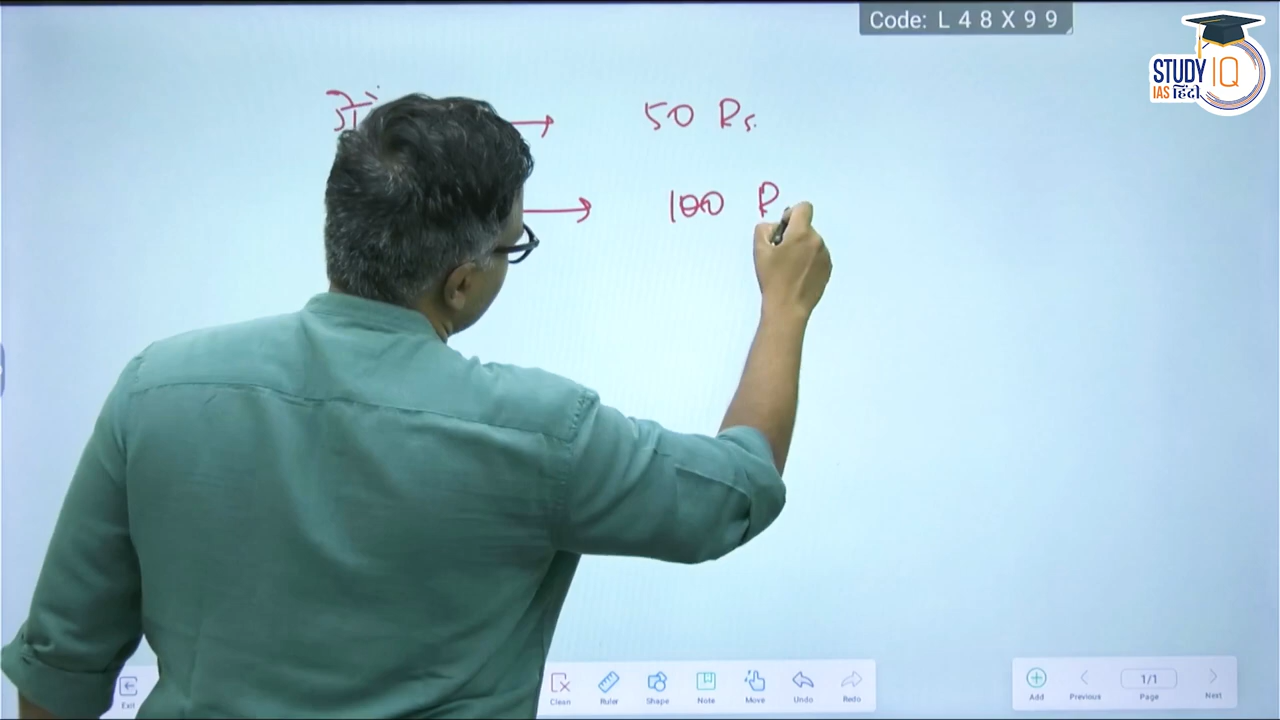 Code: L 4 8 X 9 9
STUDY IQ
IAS हिंदी
→ 50 Rs.
→ 100 R
Exit
Clean
Ruler
Shape
Note
Move
Undo
Redo
Add
Previous
1/1
Page
Next